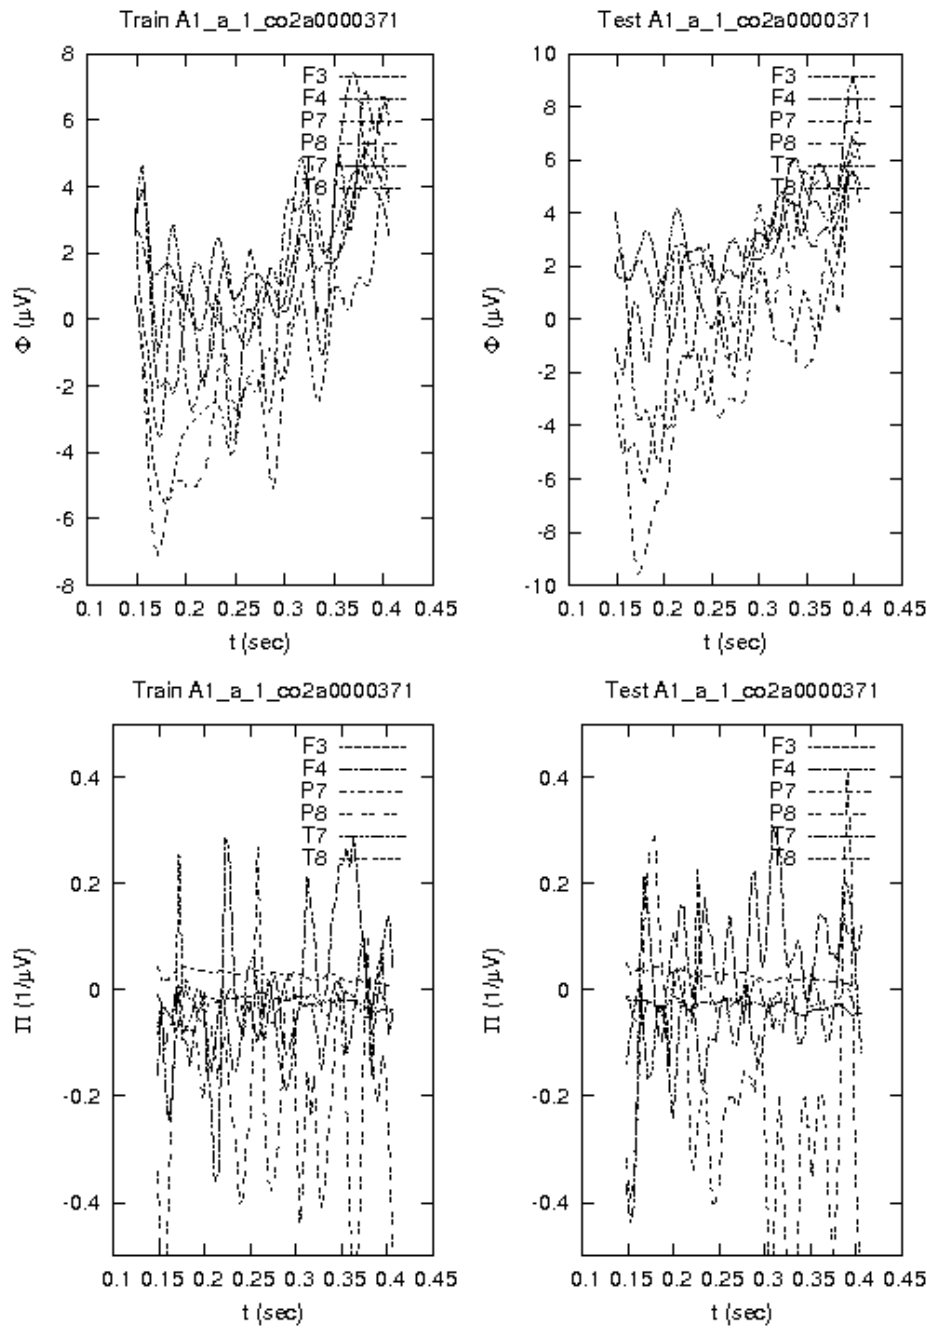 Train A1_a_1_co2a0000371
8
6
4
2
0
-2
-4
-6
-8
Φ (μV)
F3
F4
P7
P8
T7
T8
0.1 0.15 0.2 0.25 0.3 0.35 0.4 0.45
t (sec)
Test A1_a_1_co2a0000371
10
8
6
4
2
0
-2
-4
-6
-8
-10
Φ (μV)
F3
F4
P7
P8
T7
T8
0.1 0.15 0.2 0.25 0.3 0.35 0.4 0.45
t (sec)
Train A1_a_1_co2a0000371
0.4
0.2
0
-0.2
-0.4
Π (1/μV)
F3
F4
P7
P8
T7
T8
0.1 0.15 0.2 0.25 0.3 0.35 0.4 0.45
t (sec)
Test A1_a_1_co2a0000371
0.4
0.2
0
-0.2
-0.4
Π (1/μV)
F3
F4
P7
P8
T7
T8
0.1 0.15 0.2 0.25 0.3 0.35 0.4 0.45
t (sec)